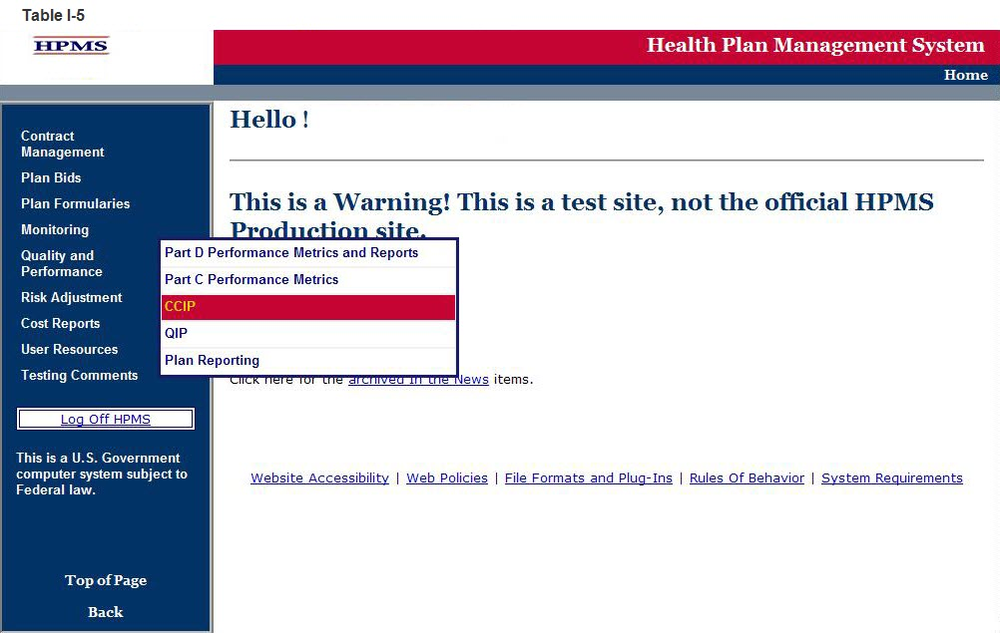 Table I-5
HPMS
Health Plan Management System
Home
Contract
Management
Plan Bids
Plan Formularies
Monitoring
Quality and
Performance
Risk Adjustment
Cost Reports
User Resources
Testing Comments
Log Off HPMS
This is a U.S. Government
computer system subject to
Federal law.
Top of Page
Back
Hello !
This is a Warning! This is a test site, not the official HPMS
Production site.
Part D Performance Metrics and Reports
Part C Performance Metrics
CCIP
QIP
Plan Reporting
Click here for the archived In the News items.
Website Accessibility | Web Policies | File Formats and Plug-Ins | Rules Of Behavior | System Requirements